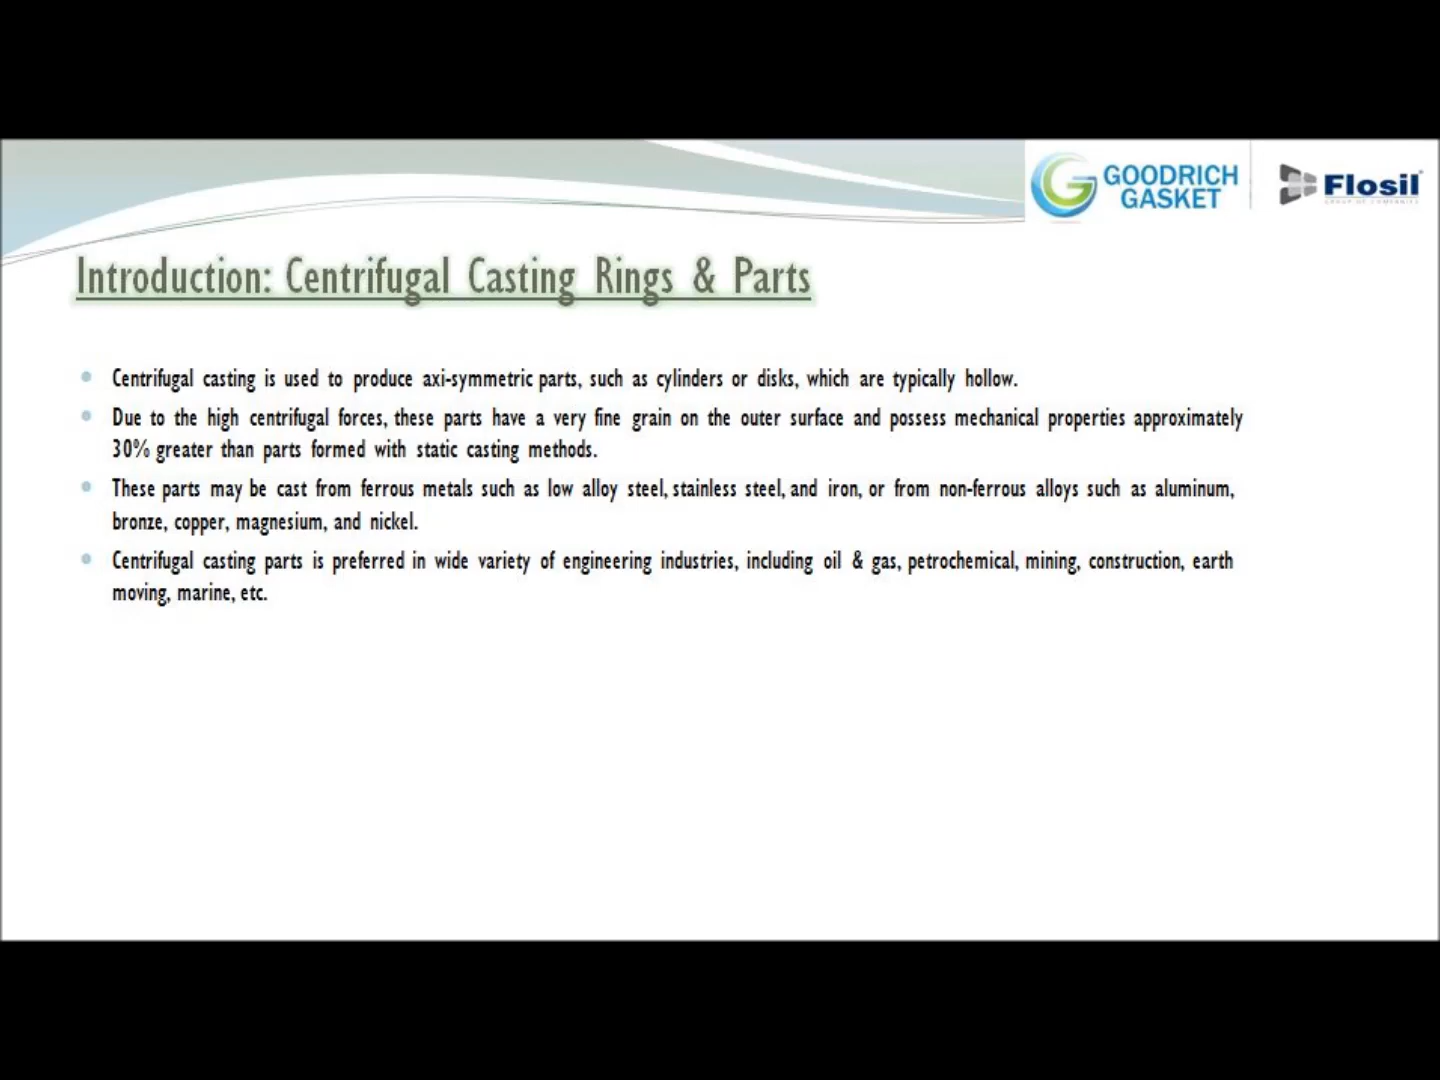 GOODRICH
GASKET
Flosil
GROUP OF COMPANIES
Introduction: Centrifugal Casting Rings & Parts
Centrifugal casting is used to produce axi-symmetric parts, such as cylinders or disks, which are typically hollow.
Due to the high centrifugal forces, these parts have a very fine grain on the outer surface and possess mechanical properties approximately
30% greater than parts formed with static casting methods.
These parts may be cast from ferrous metals such as low alloy steel, stainless steel, and iron, or from non-ferrous alloys such as aluminum,
bronze, copper, magnesium, and nickel.
Centrifugal casting parts is preferred in wide variety of engineering industries, including oil & gas, petrochemical, mining, construction, earth
moving, marine, etc.